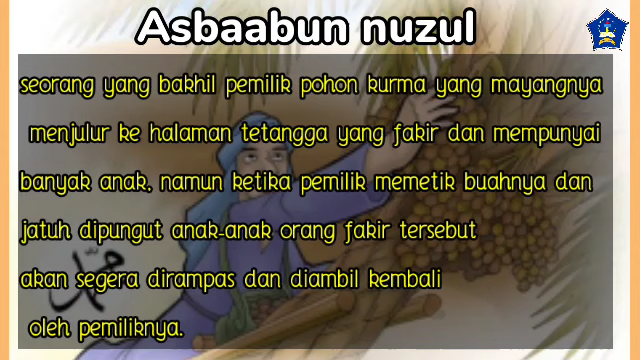 Asbaabun nuzul
seorang yang bakhil pemilik pohon kurma yang mayangnya
menjulur ke halaman tetangga yang fakir dan mempunyai
banyak anak, namun ketika pemilik memetik buahnya dan
jatuh dipungut anak-anak orang fakir tersebut
akan segera dirampas dan diambil kembali
oleh pemiliknya.
محمد